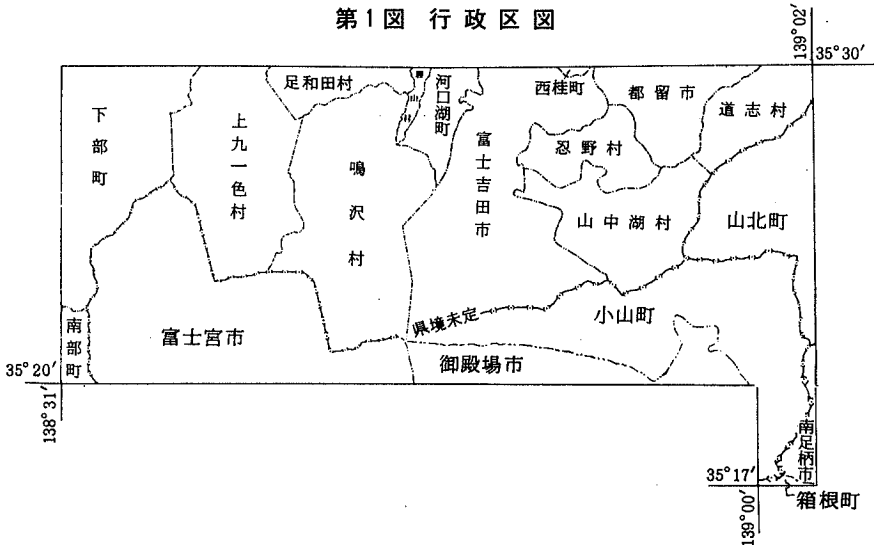 第1図 行政区図
139°02′
35°30′
足和田村
勝山村
河口湖町
西桂町
都留市
道志村
下部町
上九一色村
鳴沢村
富士吉田市
忍野村
山中湖村
山北町
県境未定
小山町
南部町
富士宮市
御殿場市
35°20′
138°31′
南足柄市
35°17′
139°00′
箱根町